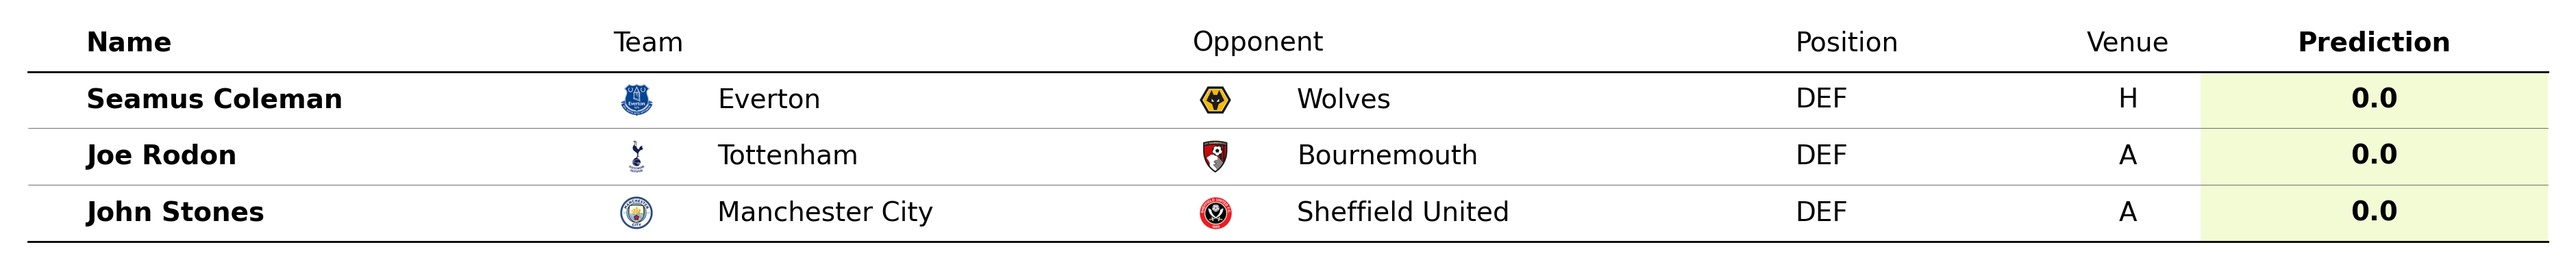 Name Team Opponent Position Venue Prediction
Seamus Coleman Everton Wolves DEF H 0.0
Joe Rodon Tottenham Bournemouth DEF A 0.0
John Stones Manchester City Sheffield United DEF A 0.0